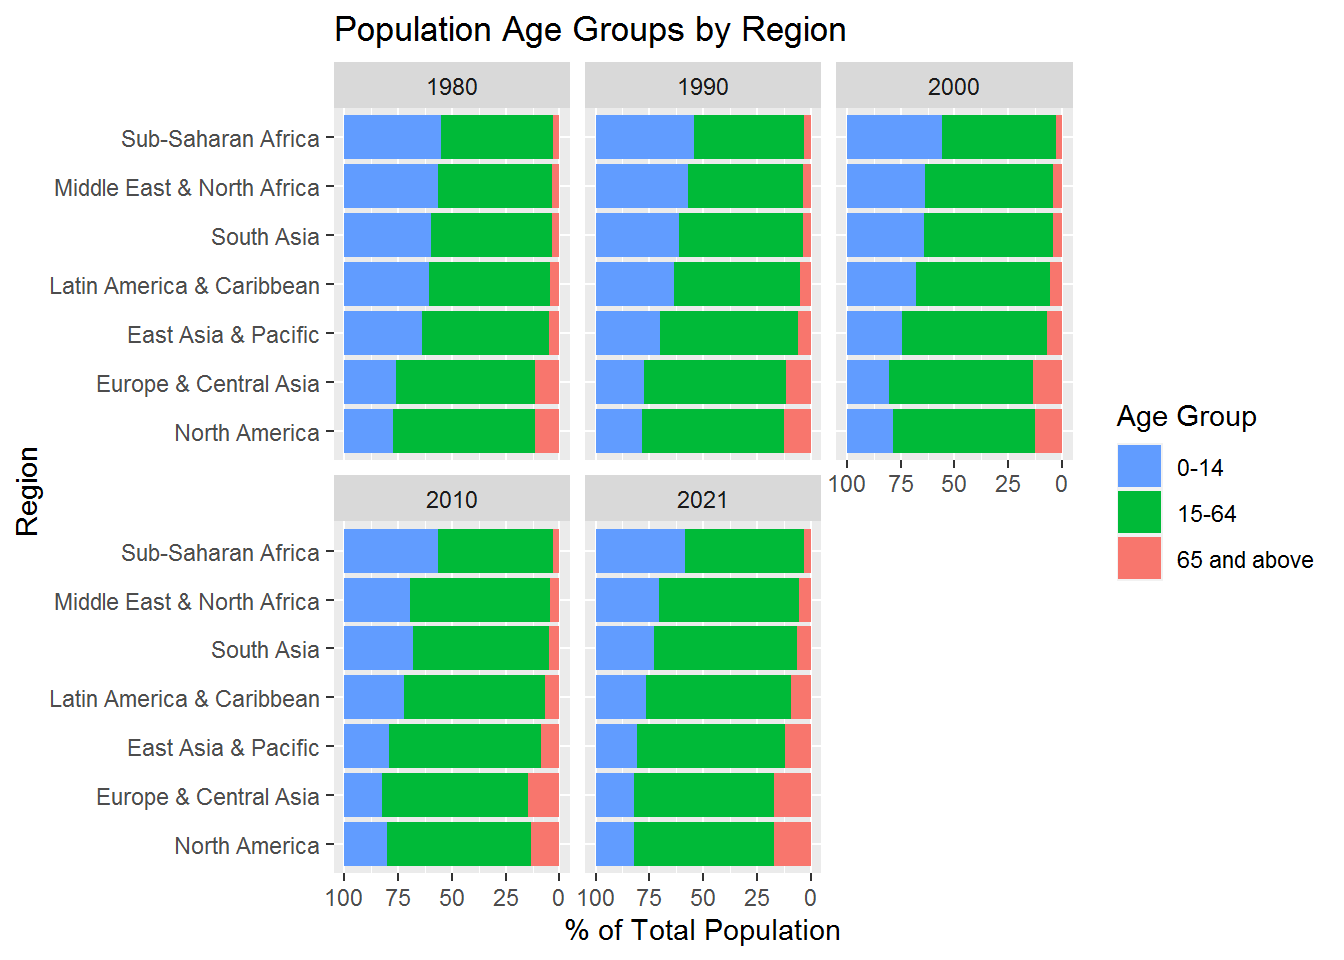 Population Age Groups by Region
1980
1990
2000
Sub-Saharan Africa
Middle East & North Africa
South Asia
Latin America & Caribbean
East Asia & Pacific
Europe & Central Asia
North America
100 75 50 25 0
2010
2021
Sub-Saharan Africa
Middle East & North Africa
South Asia
Latin America & Caribbean
East Asia & Pacific
Europe & Central Asia
North America
100 75 50 25 0
100 75 50 25 0
% of Total Population
Region
Age Group
0-14
15-64
65 and above